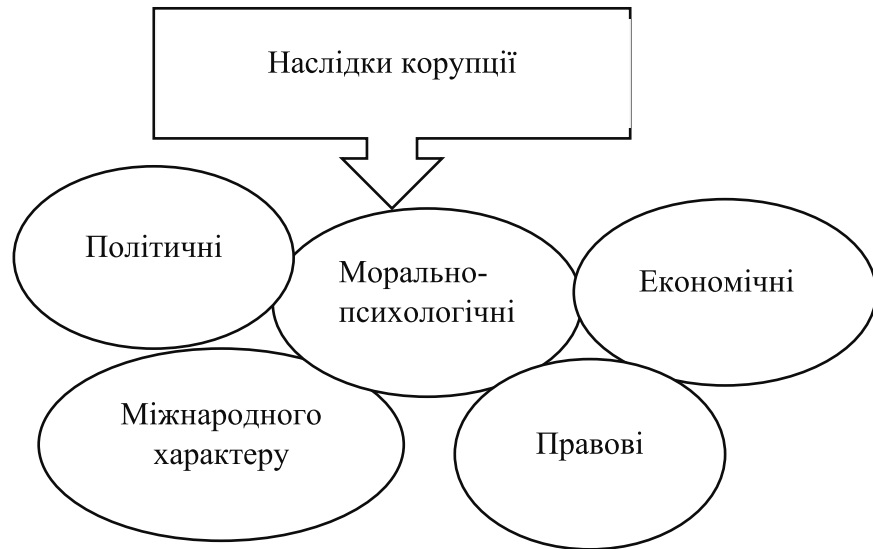 Наслідки корупції
Політичні
Морально-
психологічні
Економічні
Міжнародного
характеру
Правові